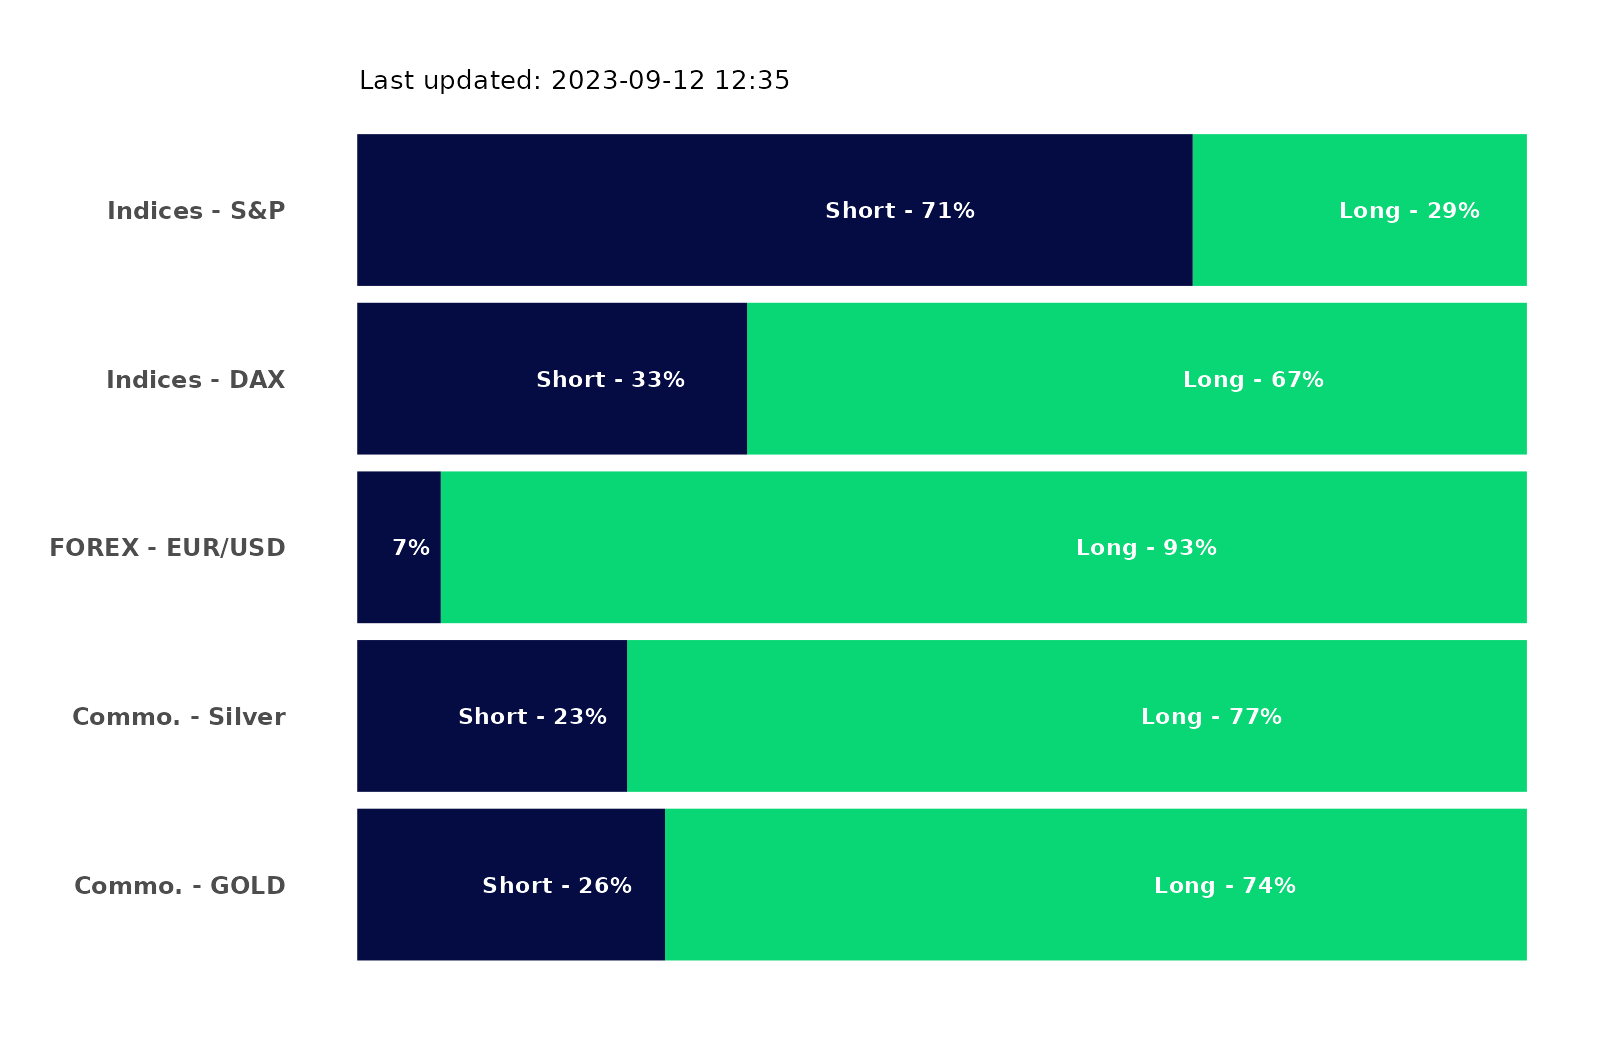 Last updated: 2023-09-12 12:35
Indices - S&P Short - 71% Long - 29%
Indices - DAX Short - 33% Long - 67%
FOREX - EUR/USD 7% Long - 93%
Commo. - Silver Short - 23% Long - 77%
Commo. - GOLD Short - 26% Long - 74%